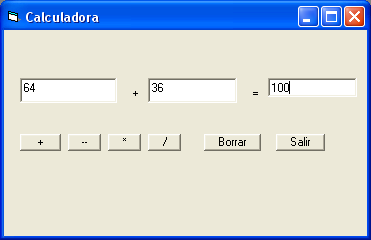 Calculadora
64 + 36 = 100
+ -- * / Borrar Salir